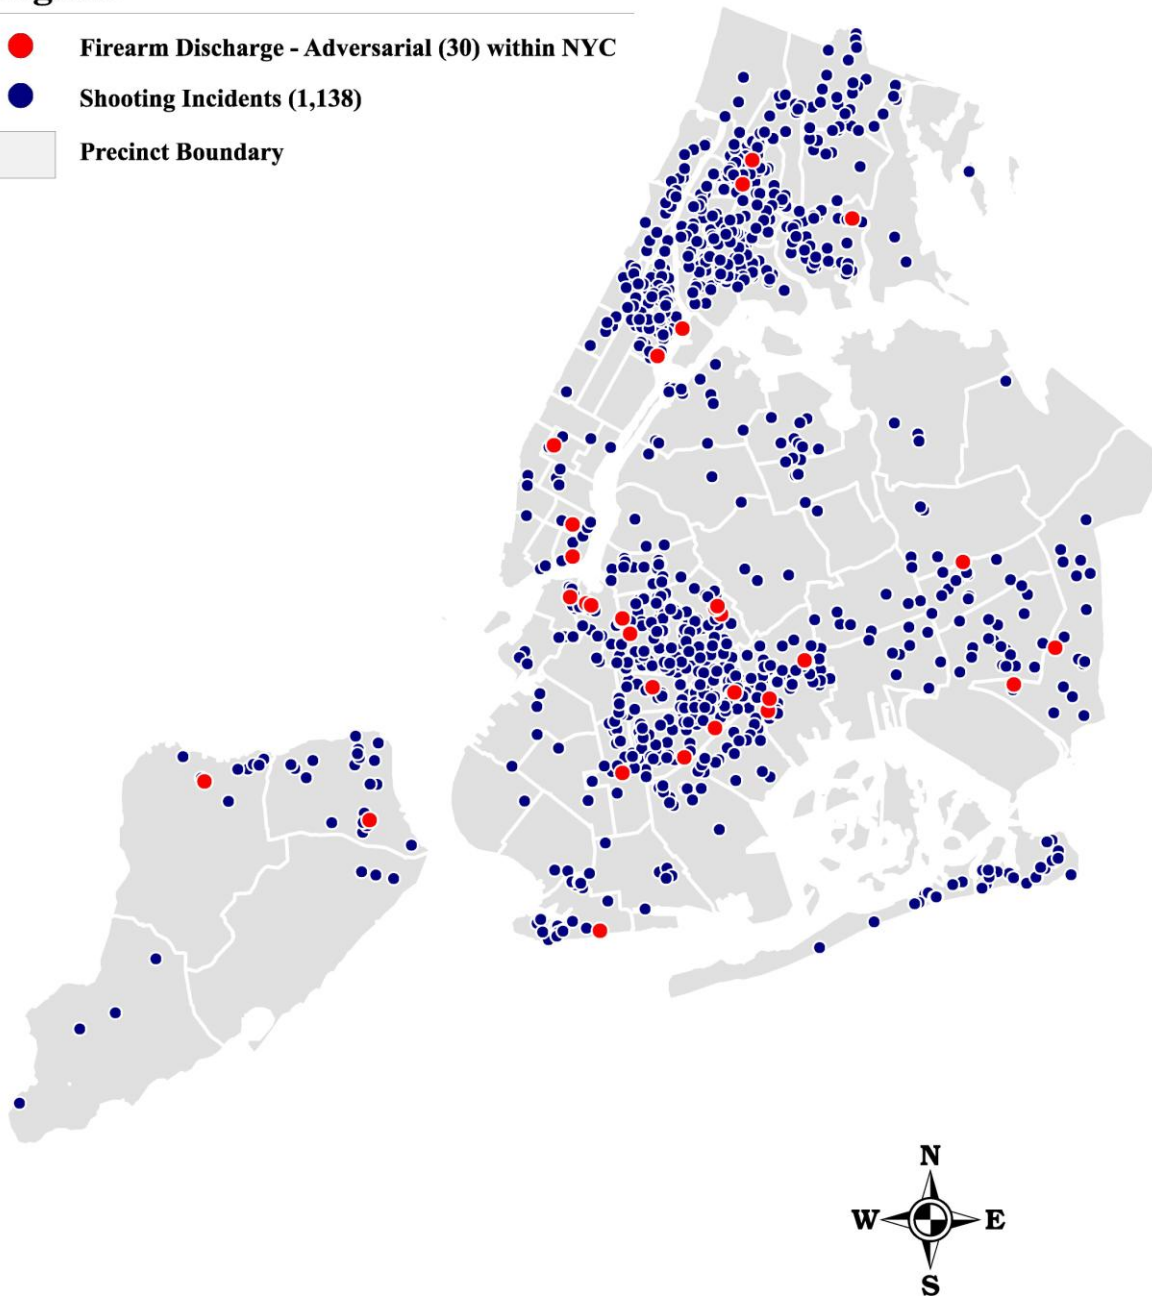 Firearm Discharge - Adversarial (30) within NYC
Shooting Incidents (1,138)
Precinct Boundary
N
W E
S